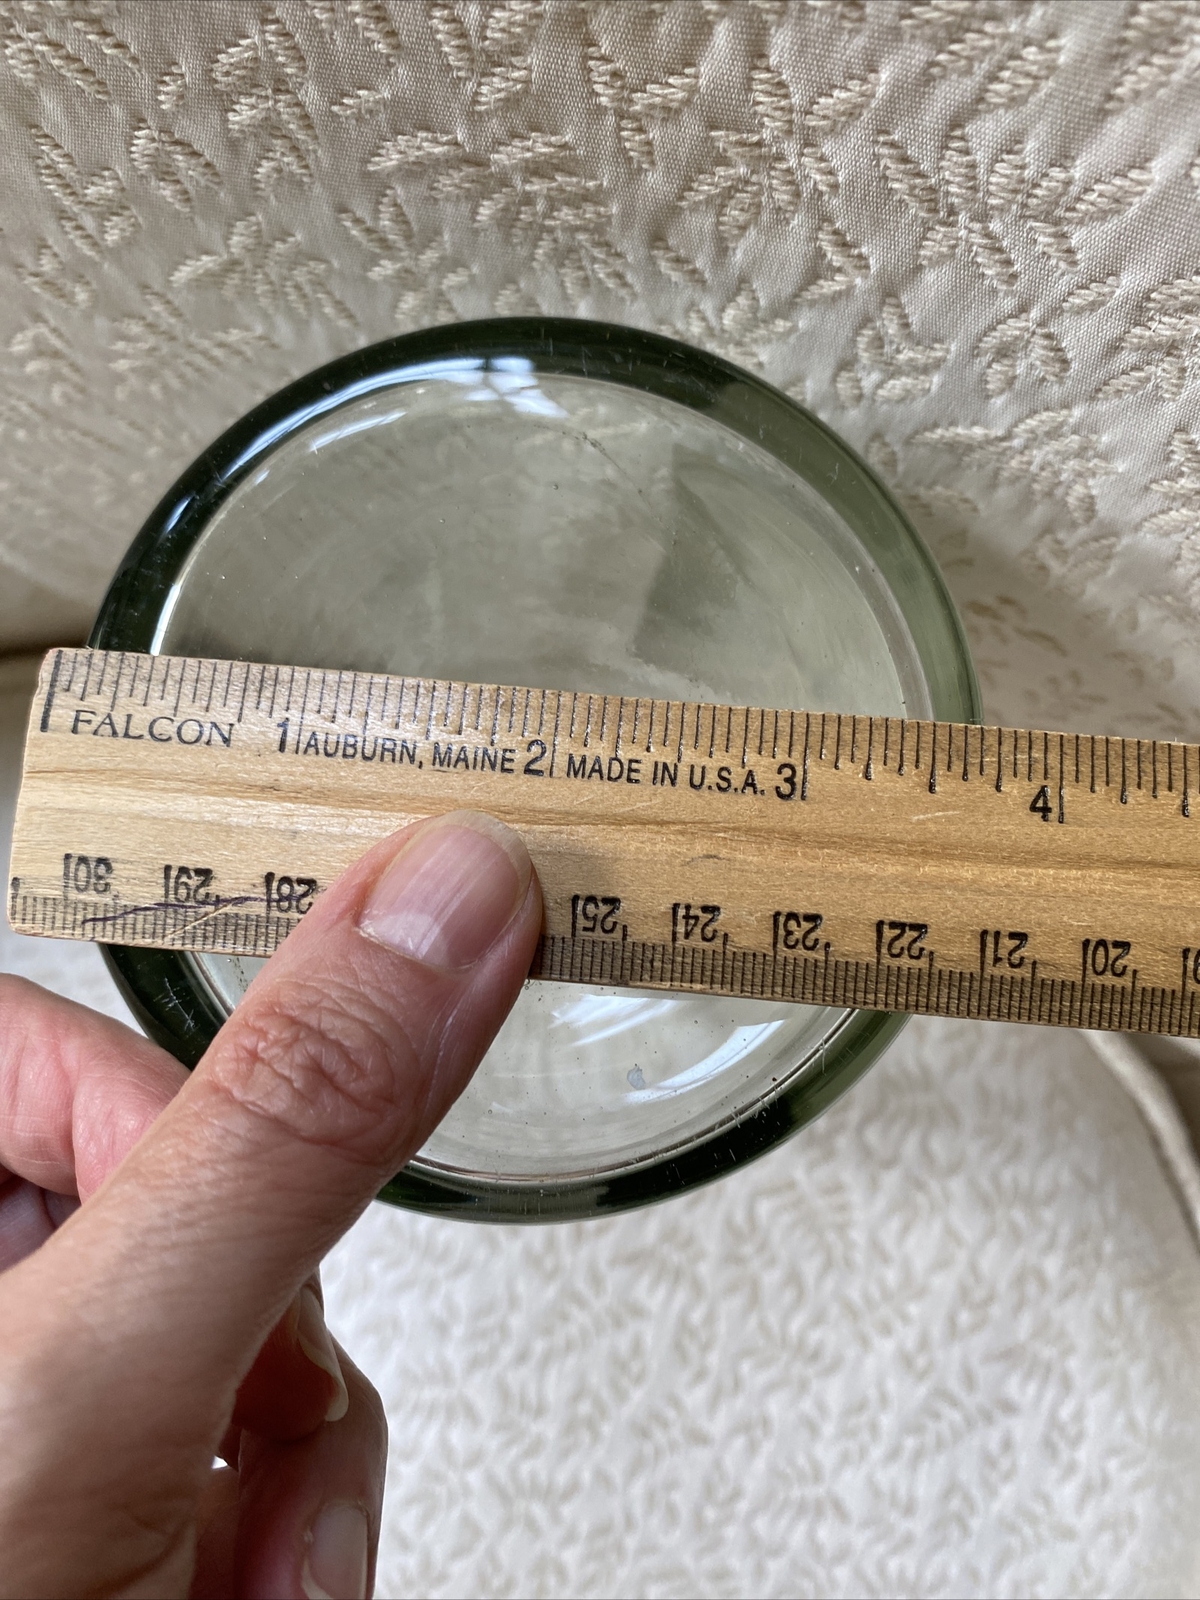 FALCON 1 AUBURN, MAINE 2 MADE IN U.S.A. 3 4
30 29 28 25 24 23 22 21 20